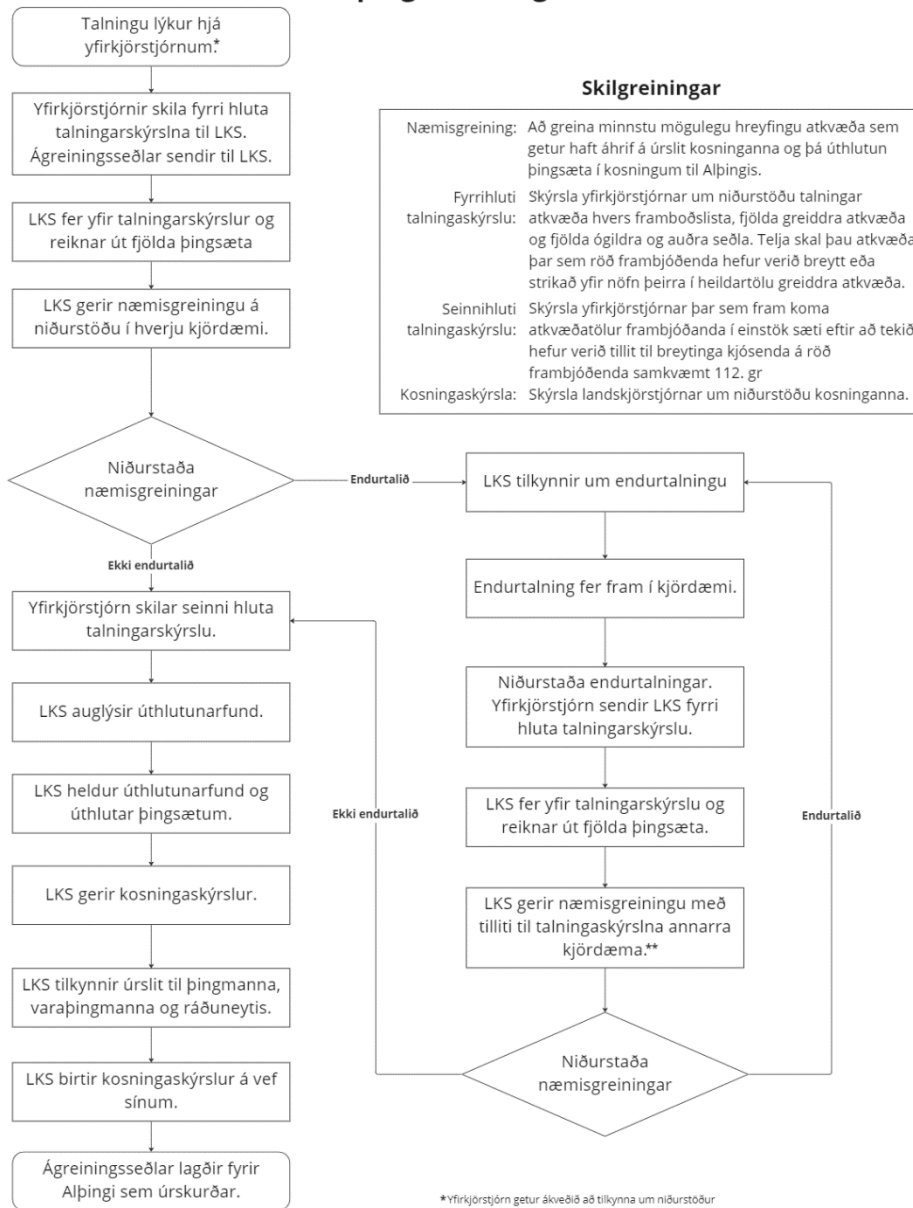 Talningu lýkur hjá
yfirkjörstjórnum.*
Yfirkjörstjórnir skila fyrri hluta
talningarskýrslna til LKS.
Ágreiningsseðlar sendir til LKS.
LKS fer yfir talningarskýrslur og
reiknar út fjölda þingsæta
LKS gerir næmisgreiningu á
niðurstöðu í hverju kjördæmi.
Niðurstaða
næmisgreiningar
Ekki endurtalið
Endurtalið
Yfirkjörstjórn skilar seinni hluta
talningarskýrslu.
LKS auglýsir úthlutunarfund.
LKS heldur úthlutunarfund og
úthlutar þingsætum.
LKS gerir kosningaskýrslur.
LKS tilkynnir úrslit til þingmanna,
varaþingmanna og ráðuneytis.
LKS birtir kosningaskýrslur á vef
sínum.
Ágreiningsseðlar lagðir fyrir
Alþingi sem úrskurðar.
Skilgreiningar
Næmisgreining: Að greina minnstu mögulegu hreyfingu atkvæða sem
getur haft áhrif á úrslit kosninganna og þá úthlutun
þingsæta í kosningum til Alþingis.
Fyrrihluti Skýrsla yfirkjörstjórnar um niðurstöðu talningar
talningaskýrslu: atkvæða hvers framboðslista, fjölda greiddra atkvæða
og fjölda ógildra og auðra seðla. Telja skal þau atkvæða
þar sem röð frambjóðenda hefur verið breytt eða
strikað yfir nöfn þeirra í heildartölu greiddra atkvæða.
Seinnihluti Skýrsla yfirkjörstjórnar þar sem fram koma
talningaskýrslu: atkvæðatölur frambjóðanda í einstök sæti eftir að tekið
hefur verið tillit til breytinga kjósenda á röð
frambjóðenda samkvæmt 112. gr
Kosningaskýrsla: Skýrsla landskjörstjórnar um niðurstöðu kosninganna.
LKS tilkynnir um endurtalningu
Endurtalning fer fram í kjördæmi.
Niðurstaða endurtalningar.
Yfirkjörstjórn sendir LKS fyrri
hluta talningarskýrslu.
LKS fer yfir talningarskýrslu og
reiknar út fjölda þingsæta.
LKS gerir næmisgreiningu með
tilliti til talningaskýrslna annarra
kjördæma.**
Niðurstaða
næmisgreiningar
Ekki endurtalið
Endurtalið
*Yfirkjörstjórn getur ákveðið að tilkynna um niðurstöður